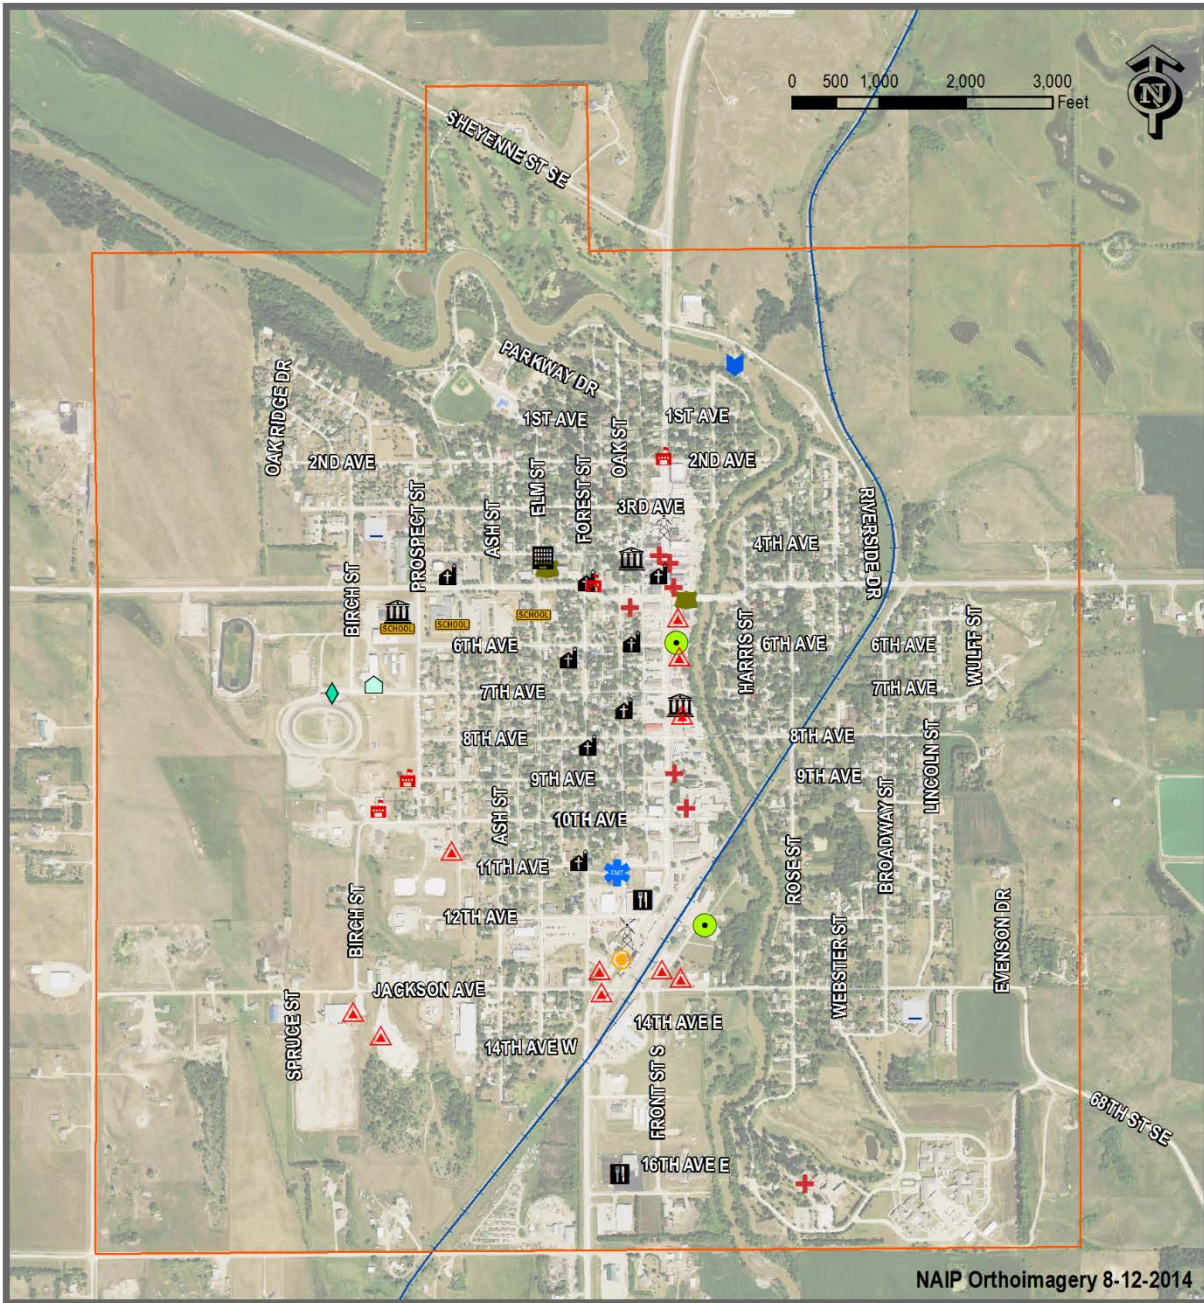 0 500 1,000 2,000 3,000
Feet
N
SHEYENNE ST SE
PARKWAY DR
OAK RIDGE DR
1ST AVE
1ST AVE
OAK ST
2ND AVE
2ND AVE
ELM ST
FOREST ST
PROSPECT ST
ASH ST
3RD AVE
RIVERSIDE DR
4TH AVE
BIRCH ST
SCHOOL
SCHOOL
SCHOOL
6TH AVE
HARRIS ST
6TH AVE
6TH AVE
WULFF ST
7TH AVE
7TH AVE
8TH AVE
8TH AVE
LINCOLN ST
9TH AVE
9TH AVE
ASH ST
10TH AVE
BROADWAY ST
ROSE ST
11TH AVE
EMT
BIRCH ST
12TH AVE
WEBSTER ST
EVENSON DR
JACKSON AVE
SPRUCE ST
14TH AVE E
14TH AVE W
FRONT ST S
68TH ST SE
16TH AVE E
NAIP Orthoimagery 8-12-2014